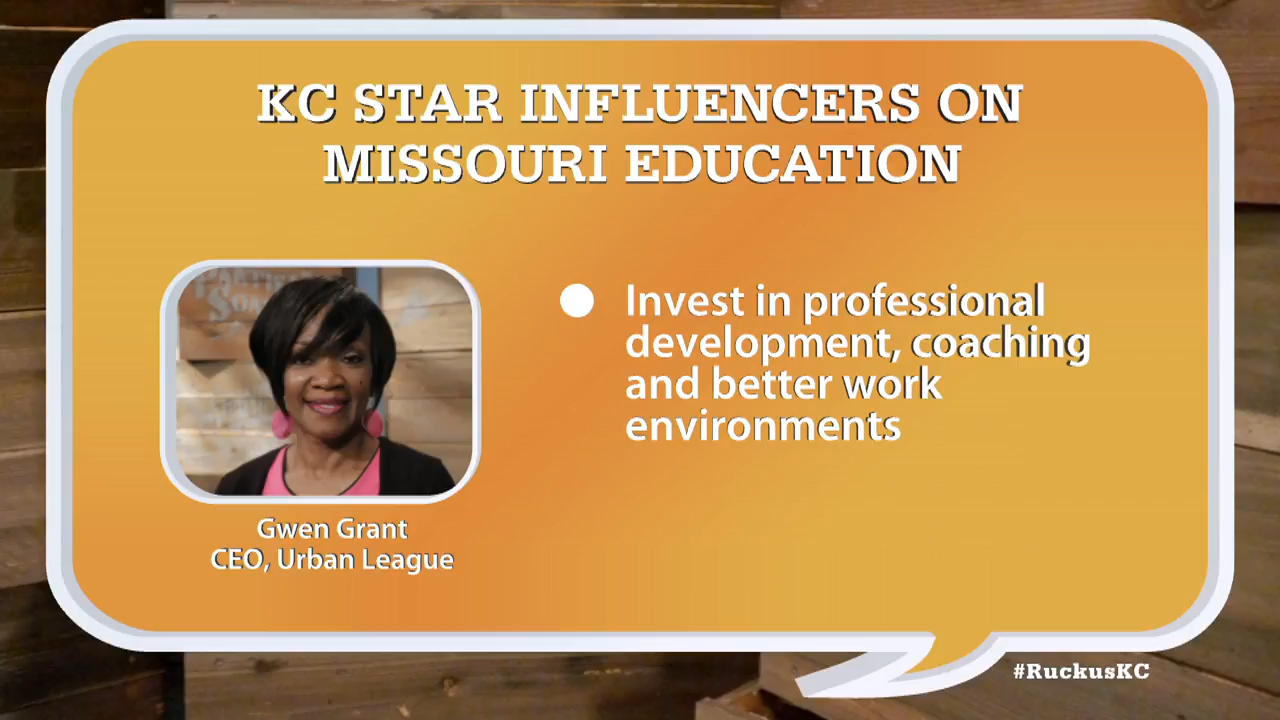 KC STAR INFLUENCERS ON
MISSOURI EDUCATION
Invest in professional
development, coaching
and better work
environments
Gwen Grant
CEO, Urban League
#RuckusKC